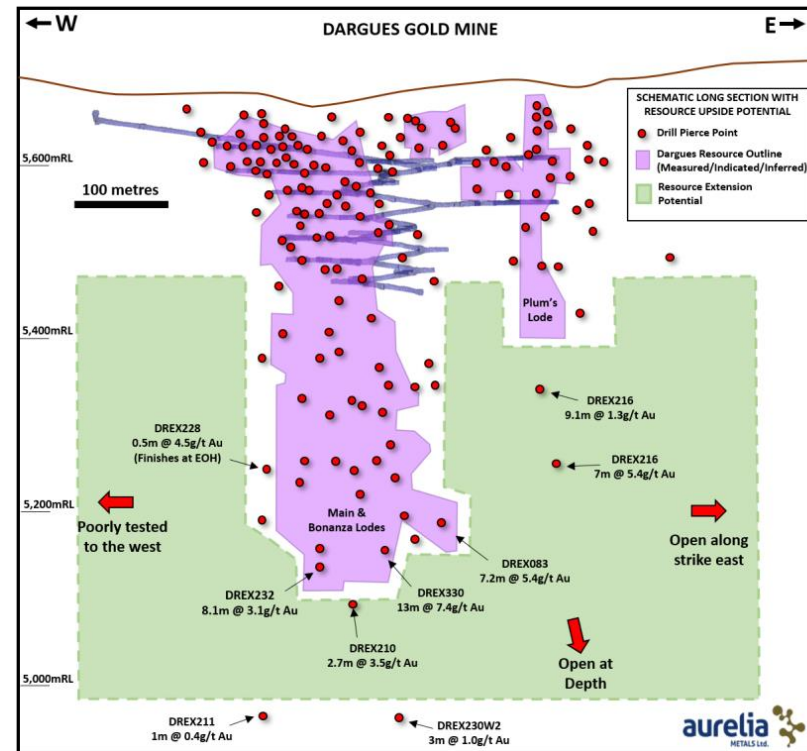 W
DARGUES GOLD MINE
E
SCHEMATIC LONG SECTION WITH
RESOURCE UPSIDE POTENTIAL
Drill Pierce Point
Dargues Resource Outline
(Measured/Indicated/Inferred)
Resource Extension
Potential
5,600mRL
100 metres
Plum's
Lode
5,400mRL
DREX216
9.1m @ 1.3g/t Au
DREX228
0.5m @ 4.5g/t Au
(Finishes at EOH)
DREX216
7m @ 5.4g/t Au
5,200mRL
Poorly tested
to the west
Main &
Bonanza Lodes
Open along
strike east
DREX083
7.2m @ 5.4g/t Au
DREX232
8.1m @ 3.1g/t Au
DREX330
13m @ 7.4g/t Au
DREX210
2.7m @ 3.5g/t Au
Open at
Depth
5,000mRL
DREX211
1m @ 0.4g/t Au
DREX230W2
3m @ 1.0g/t Au
aurelia
METALS Ltd.